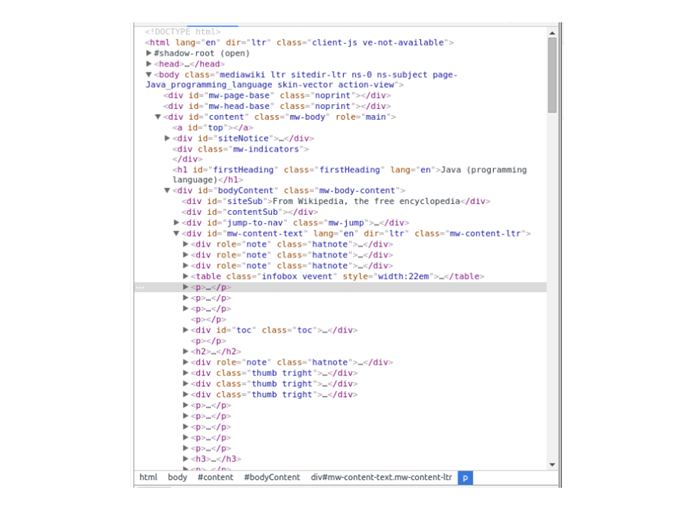 <!DOCTYPE html>
<html lang="en" dir="ltr" class="client-js ve-not-available">
#shadow-root (open)
<head>…</head>
<body class="mediawiki ltr sitedir-ltr ns-0 ns-subject page-
Java_programming_language skin-vector action-view">
<div id="mw-page-base" class="noprint"></div>
<div id="mw-head-base" class="noprint"></div>
<div id="content" class="mw-body" role="main">
<a id="top"></a>
<div id="siteNotice">…</div>
<div class="mw-indicators">
</div>
<h1 id="firstHeading" class="firstHeading" lang="en">Java (programming
language)</h1>
<div id="bodyContent" class="mw-body-content">
<div id="siteSub">From Wikipedia, the free encyclopedia</div>
<div id="contentSub"></div>
<div id="jump-to-nav" class="mw-jump">…</div>
<div id="mw-content-text" lang="en" dir="ltr" class="mw-content-ltr">
<div role="note" class="hatnote">…</div>
<div role="note" class="hatnote">…</div>
<div role="note" class="hatnote">…</div>
<table class="infobox vevent" style="width:22em">…</table>
<p>…</p>
<p>…</p>
<p>…</p>
<p></p>
<div id="toc" class="toc">…</div>
<p></p>
<h2>…</h2>
<div role="note" class="hatnote">…</div>
<div class="thumb tright">…</div>
<div class="thumb tright">…</div>
<div class="thumb tright">…</div>
<p>…</p>
<p>…</p>
<p>…</p>
<p>…</p>
<p>…</p>
<h3>…</h3>
html body #content #bodyContent div#mw-content-text.mw-content-ltr p